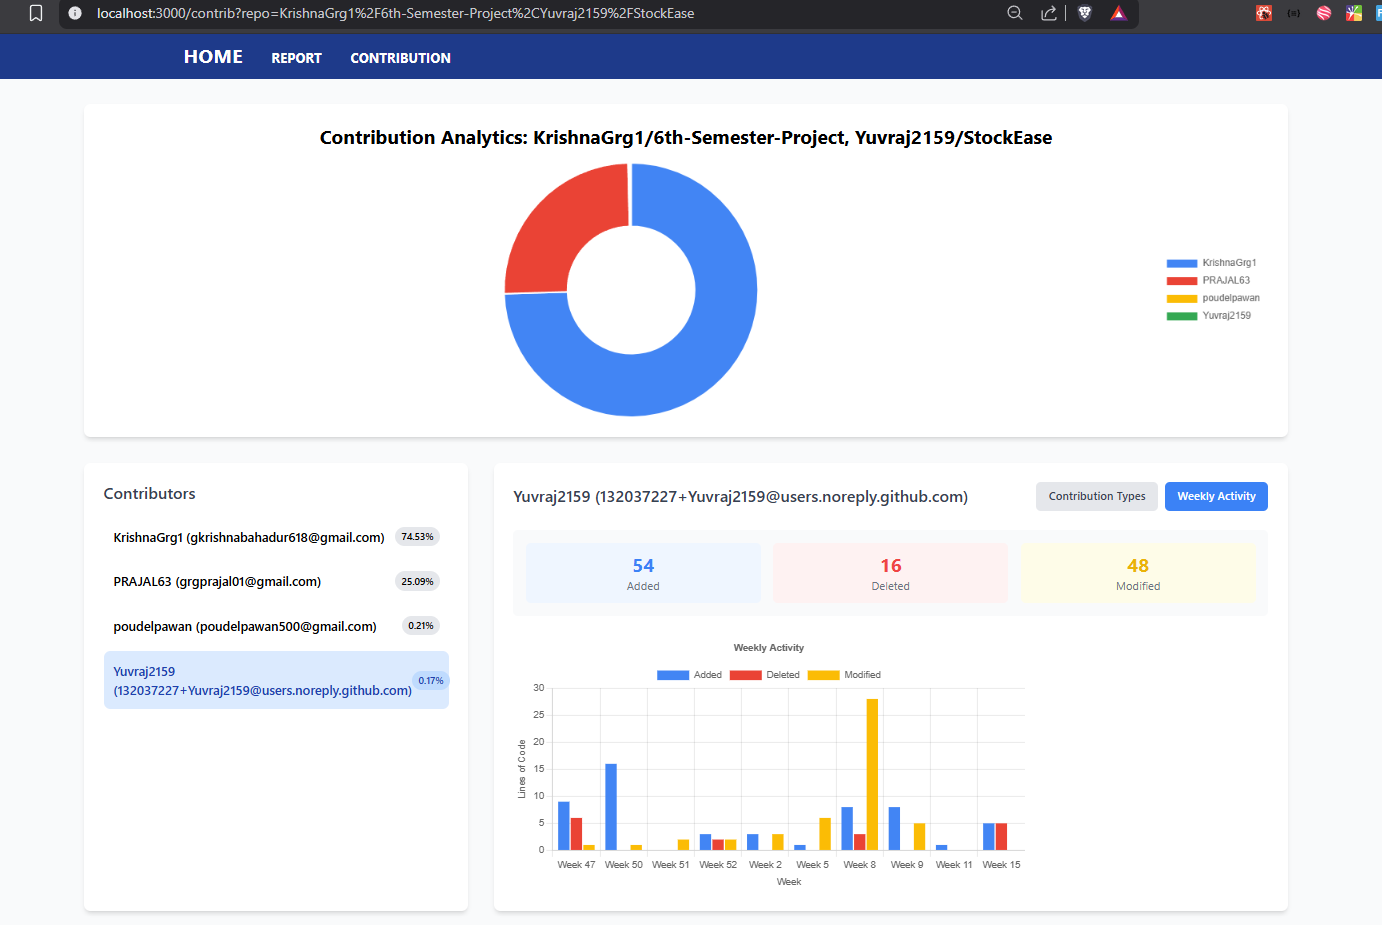 localhost:3000/contrib?repo=KrishnaGrg1%2F6th-Semester-Project%2CYuvraj2159%2FStockEase
HOME REPORT CONTRIBUTION
Contribution Analytics: KrishnaGrg1/6th-Semester-Project, Yuvraj2159/StockEase
KrishnaGrg1
PRAJAL63
poudelpawan
Yuvraj2159
Contributors
KrishnaGrg1 (gkrishnabahadur618@gmail.com) 74.53%
PRAJAL63 (grgprajal01@gmail.com) 25.09%
poudelpawan (poudelpawan500@gmail.com) 0.21%
Yuvraj2159
(132037227+Yuvraj2159@users.noreply.github.com) 0.17%
Yuvraj2159 (132037227+Yuvraj2159@users.noreply.github.com)
Contribution Types Weekly Activity
54 16 48
Added Deleted Modified
Weekly Activity
Added Deleted Modified
Lines of Code
30
25
20
15
10
5
0
Week 47 Week 50 Week 51 Week 52 Week 2 Week 5 Week 8 Week 9 Week 11 Week 15
Week